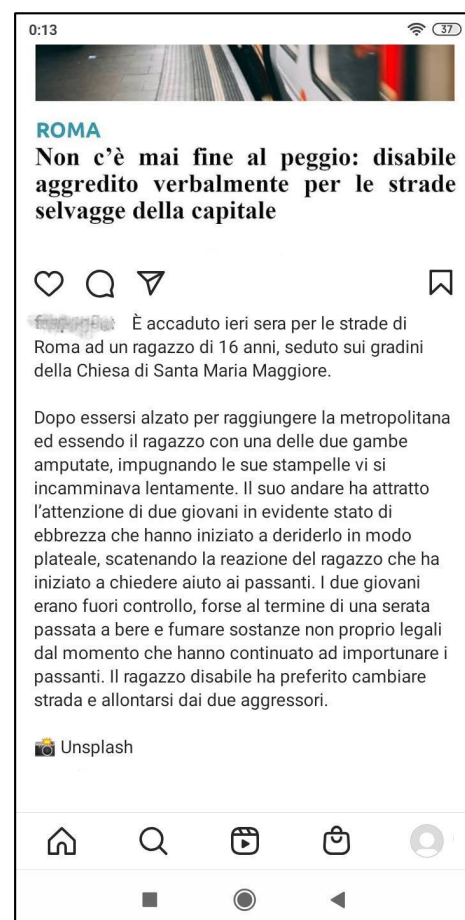 0:13
37
ROMA
Non c’è mai fine al peggio: disabile
aggredito verbalmente per le strade
selvagge della capitale
È accaduto ieri sera per le strade di
Roma ad un ragazzo di 16 anni, seduto sui gradini
della Chiesa di Santa Maria Maggiore.
Dopo essersi alzato per raggiungere la metropolitana
ed essendo il ragazzo con una delle due gambe
amputate, impugnando le sue stampelle vi si
incamminava lentamente. Il suo andare ha attratto
l’attenzione di due giovani in evidente stato di
ebbrezza che hanno iniziato a deriderlo in modo
plateale, scatenando la reazione del ragazzo che ha
iniziato a chiedere aiuto ai passanti. I due giovani
erano fuori controllo, forse al termine di una serata
passata a bere e fumare sostanze non proprio legali
dal momento che hanno continuato ad importunare i
passanti. Il ragazzo disabile ha preferito cambiare
strada e allontarsi dai due aggressori.
📸 Unsplash